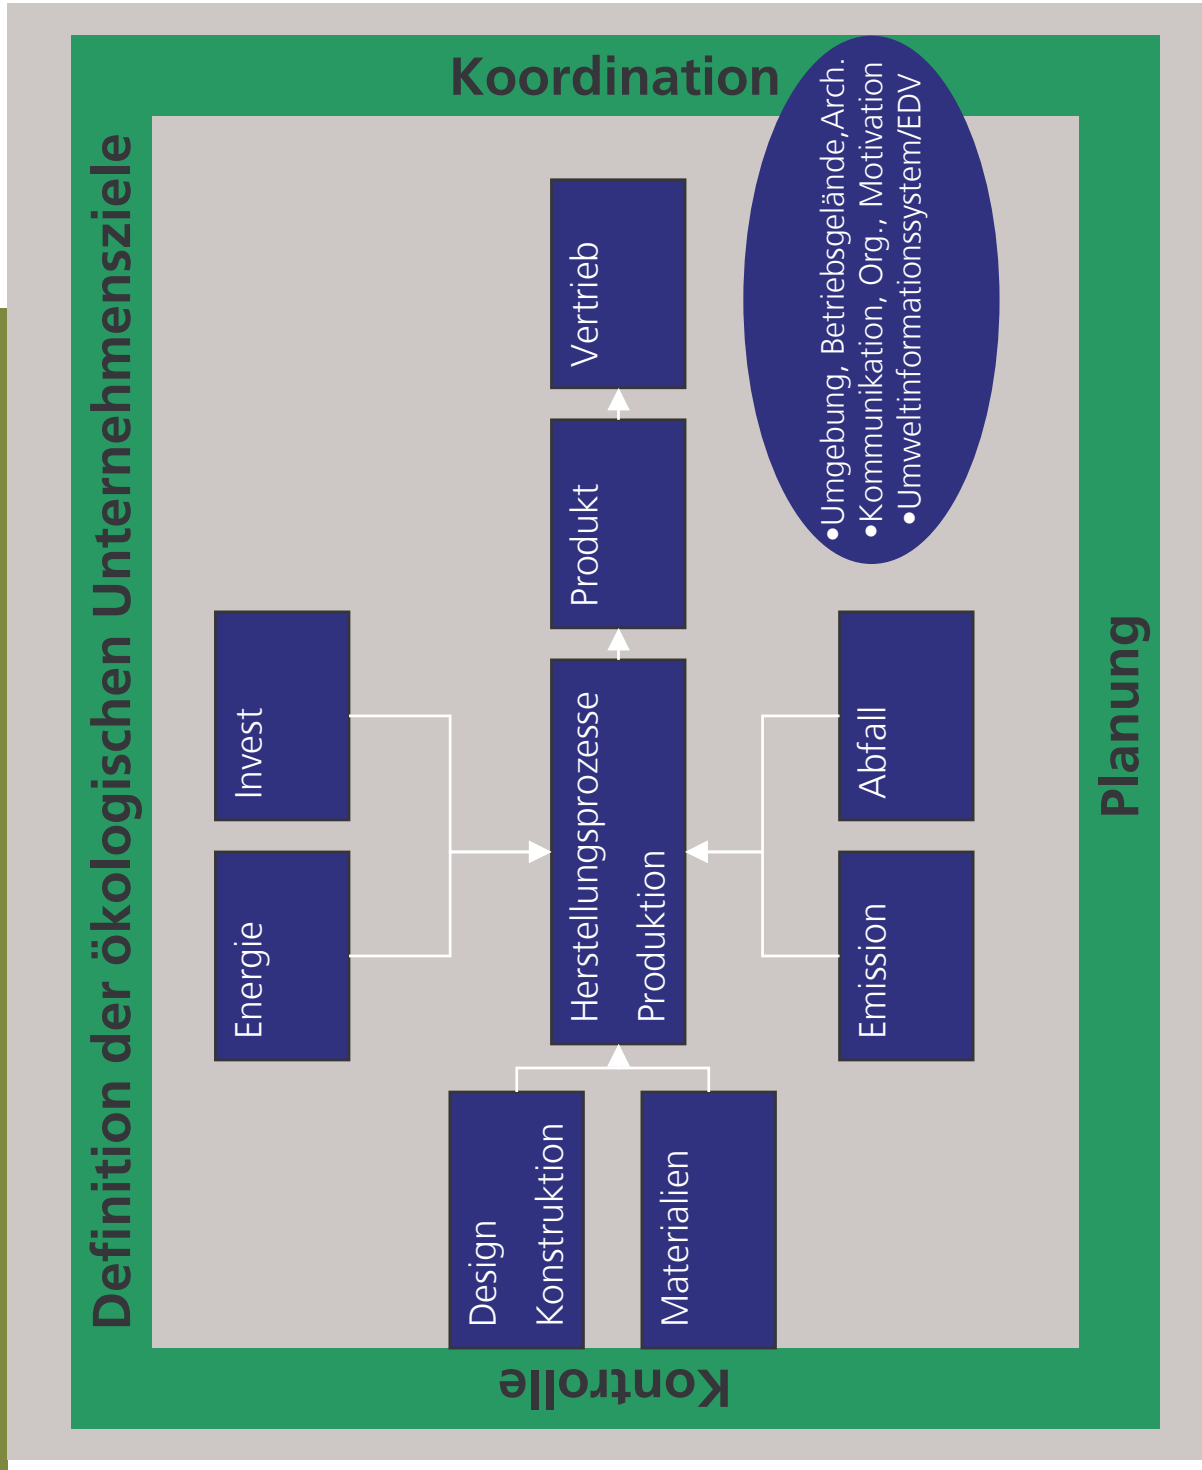 Definition der ökologischen Unternehmensziele
Kontrolle
Koordination
Energie
Invest
Design
Konstruktion
Materialien
Herstellungsprozesse
Produktion
Produkt
Vertrieb
Emission
Abfall
•Umgebung, Betriebsgelände,Arch.
•Kommunikation, Org., Motivation
•Umweltinformationssystem/EDV
Planung